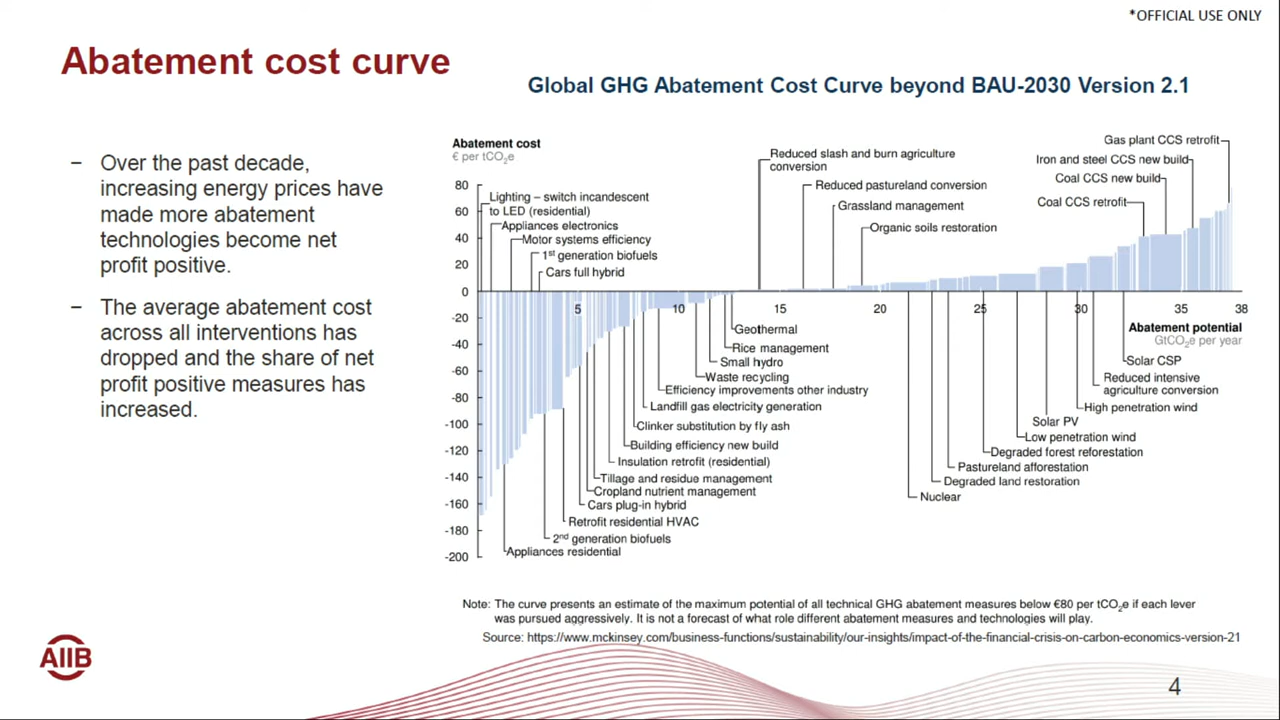 *OFFICIAL USE ONLY
Abatement cost curve
Global GHG Abatement Cost Curve beyond BAU-2030 Version 2.1
− Over the past decade,
increasing energy prices have
made more abatement
technologies become net
profit positive.
− The average abatement cost
across all interventions has
dropped and the share of net
profit positive measures has
increased.
Abatement cost
€ per tCO₂e
80
60
40
20
0
-20
-40
-60
-80
-100
-120
-140
-160
-180
-200
Lighting – switch incandescent
to LED (residential)
Appliances electronics
Motor systems efficiency
1st generation biofuels
Cars full hybrid
Reduced slash and burn agriculture
conversion
Reduced pastureland conversion
Grassland management
Organic soils restoration
Gas plant CCS retrofit
Iron and steel CCS new build
Coal CCS new build
Coal CCS retrofit
5
10
15
20
25
30
35
38
Abatement potential
GtCO₂e per year
Geothermal
Rice management
Small hydro
Waste recycling
Efficiency improvements other industry
Landfill gas electricity generation
Clinker substitution by fly ash
Building efficiency new build
Insulation retrofit (residential)
Tillage and residue management
Cropland nutrient management
Cars plug-in hybrid
Retrofit residential HVAC
2nd generation biofuels
Appliances residential
Solar CSP
Reduced intensive
agriculture conversion
High penetration wind
Solar PV
Low penetration wind
Degraded forest reforestation
Pastureland afforestation
Degraded land restoration
Nuclear
Note: The curve presents an estimate of the maximum potential of all technical GHG abatement measures below €80 per tCO₂e if each lever
was pursued aggressively. It is not a forecast of what role different abatement measures and technologies will play.
Source: https://www.mckinsey.com/business-functions/sustainability/our-insights/impact-of-the-financial-crisis-on-carbon-economics-version-21
AIIB
4